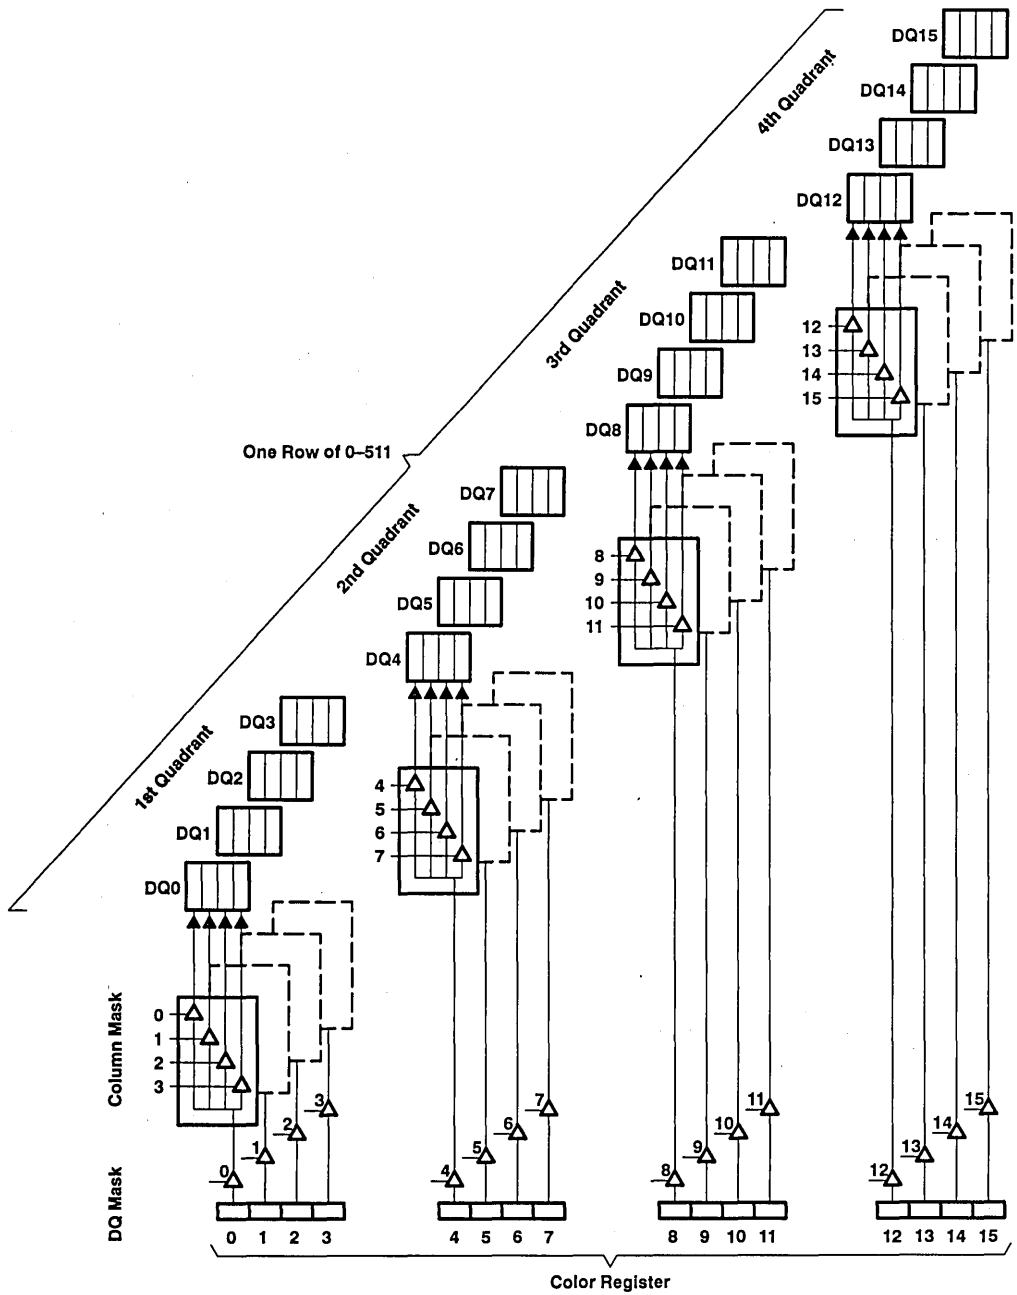 DQ15
DQ14
4th Quadrant
DQ13
DQ12
DQ11
DQ10
3rd Quadrant
12
13
14
15
DQ9
DQ8
One Row of 0–511
DQ7
DQ6
2nd Quadrant
DQ5
8
9
10
11
DQ4
DQ3
DQ2
1st Quadrant
4
5
6
7
DQ1
DQ0
Column Mask
0
1
2
3
DQ Mask
0
1
2
3
4
5
6
7
8
9
10
11
12
13
14
15
0 1 2 3 4 5 6 7 8 9 10 11 12 13 14 15
Color Register